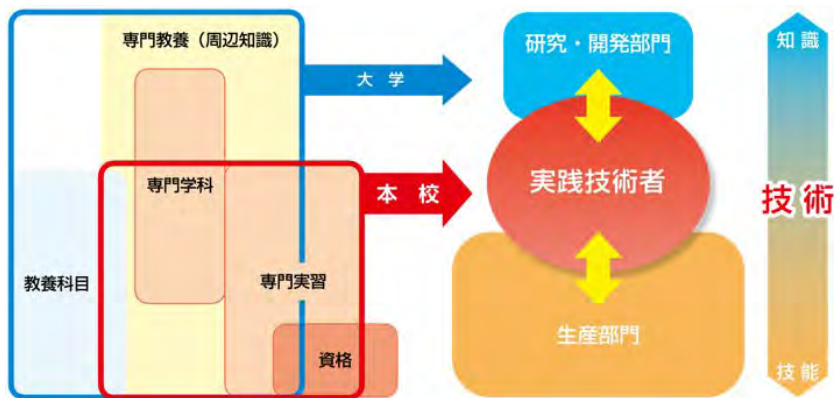 専門教養（周辺知識）
大学
専門学科
本校
教養科目
専門実習
資格
研究・開発部門
実践技術者
生産部門
知識
技術
技能